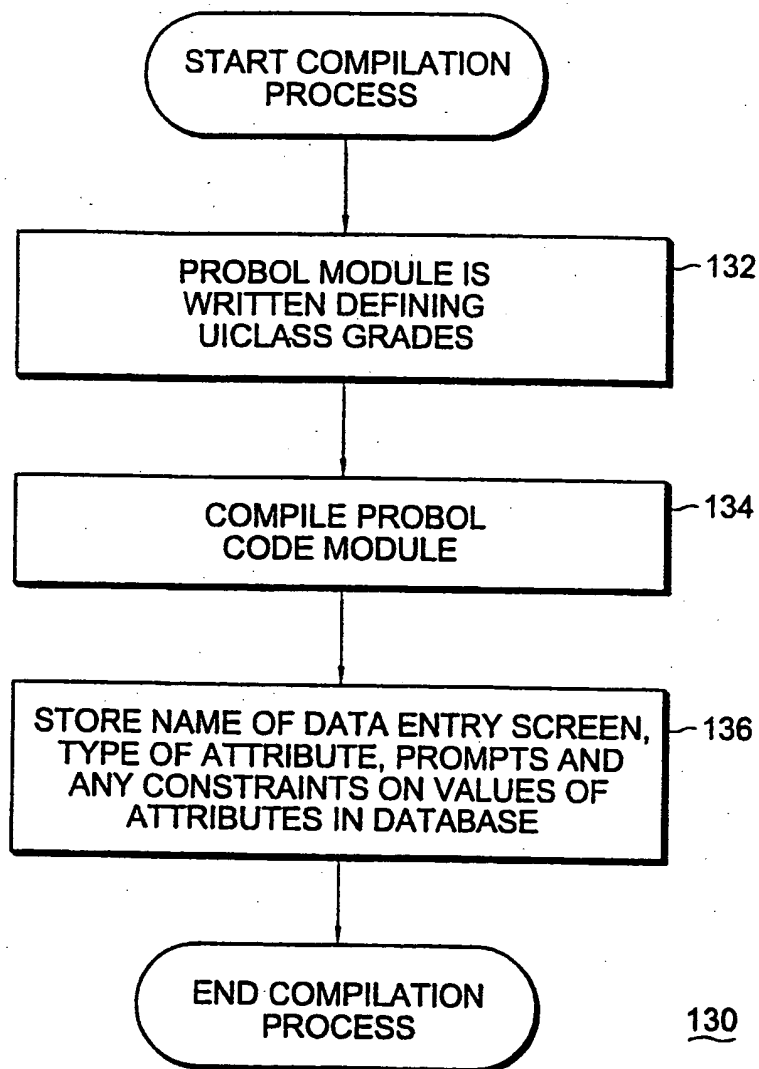 START COMPILATION
PROCESS
PROBOL MODULE IS
WRITTEN DEFINING
UICLASS GRADES
132
COMPILE PROBOL
CODE MODULE
134
STORE NAME OF DATA ENTRY SCREEN,
TYPE OF ATTRIBUTE, PROMPTS AND
ANY CONSTRAINTS ON VALUES OF
ATTRIBUTES IN DATABASE
136
END COMPILATION
PROCESS
130